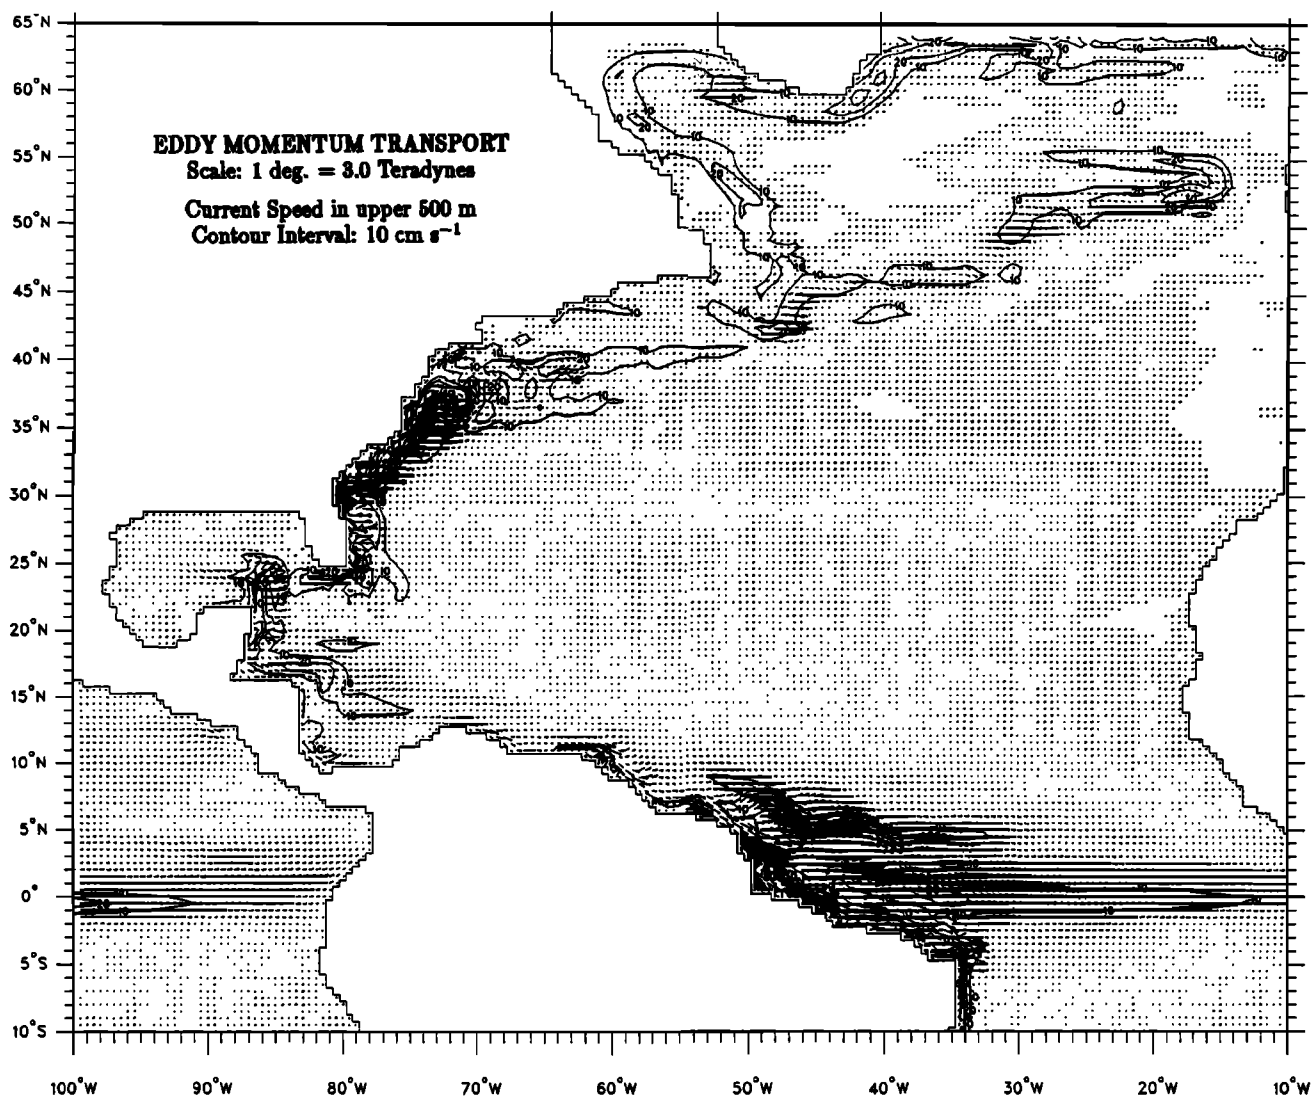 65°N
60°N
55°N
50°N
45°N
40°N
35°N
30°N
25°N
20°N
15°N
10°N
5°N
0°
5°S
10°S
EDDY MOMENTUM TRANSPORT
Scale: 1 deg. = 3.0 Teradynes
Current Speed in upper 500 m
Contour Interval: 10 cm s⁻¹
100°W 90°W 80°W 70°W 60°W 50°W 40°W 30°W 20°W 10°W